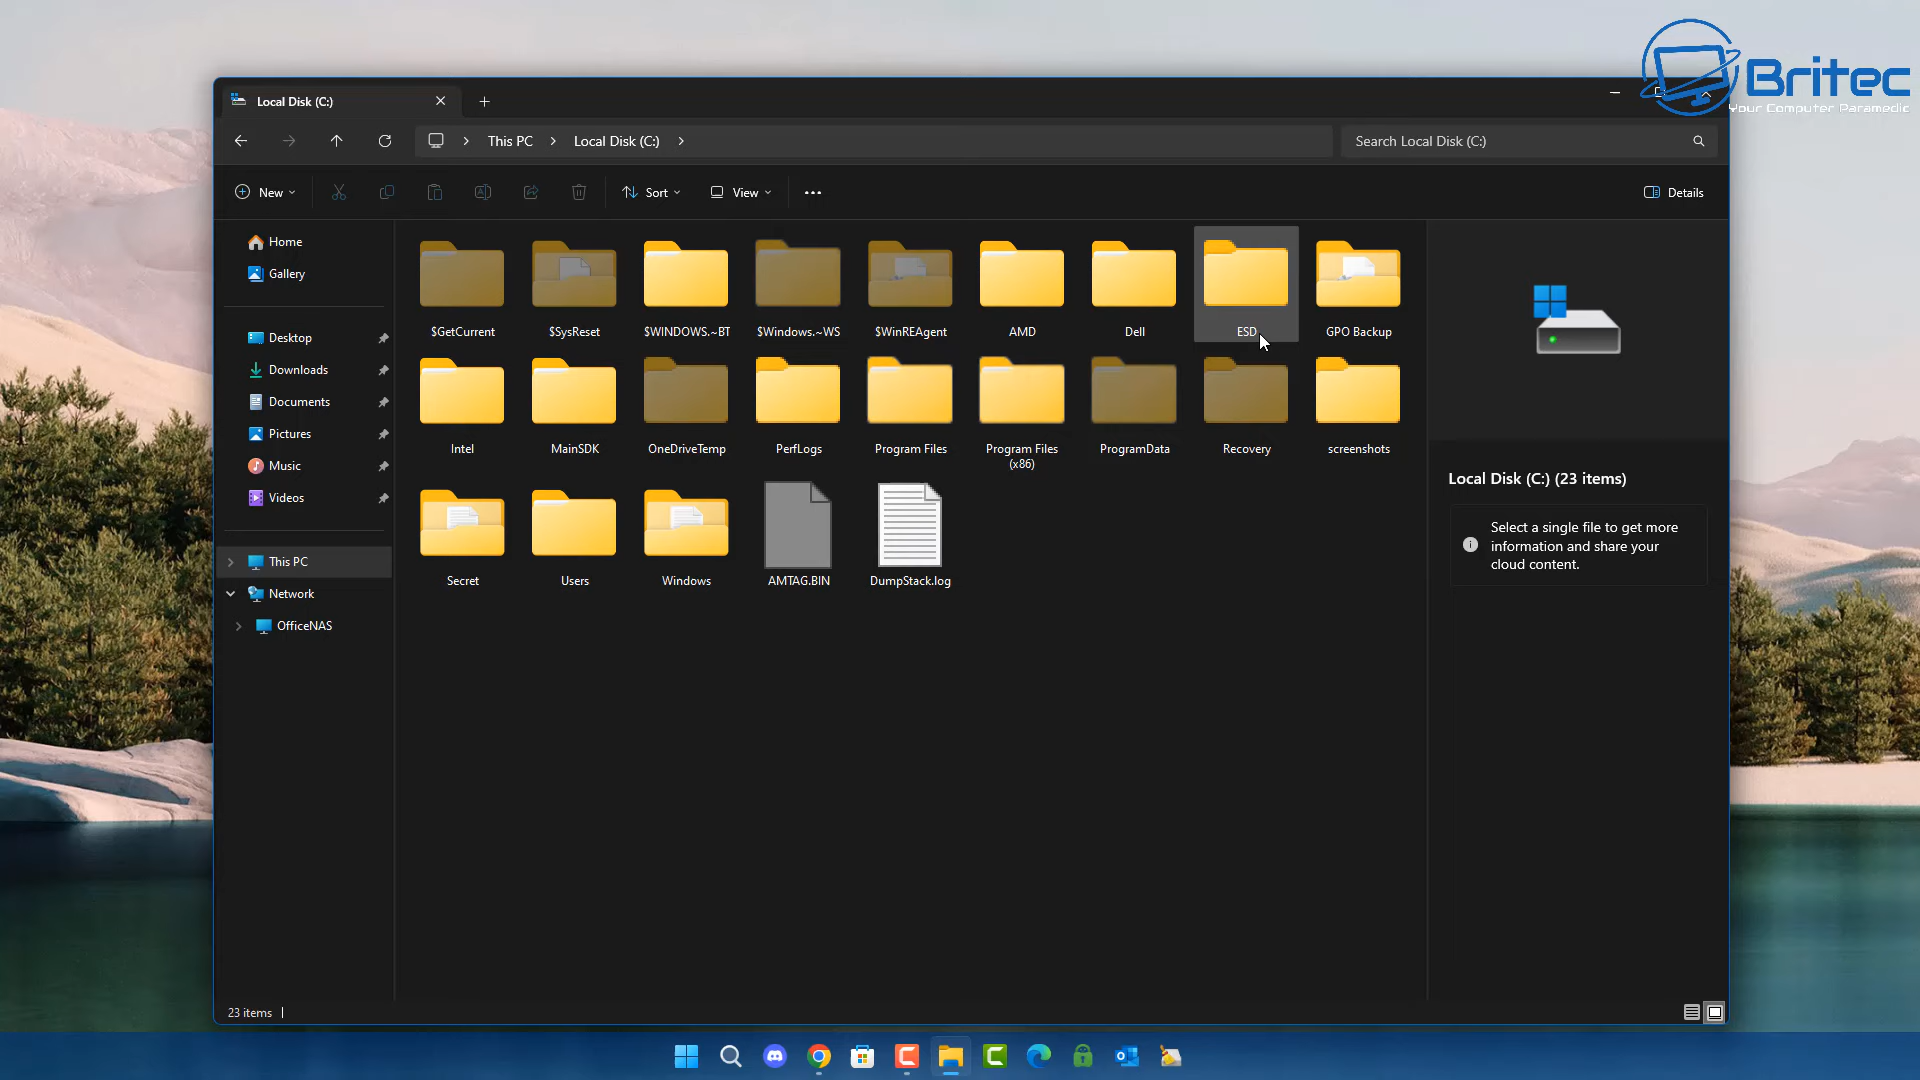 Britec
Your Computer Paramedic
Local Disk (C:)
This PC
Local Disk (C:)
Search Local Disk (C:)
New
Sort
View
Details
Home
Gallery
Desktop
Downloads
Documents
Pictures
Music
Videos
This PC
Network
OfficeNAS
$GetCurrent
$SysReset
$WINDOWS.~BT
$Windows.~WS
$WinREAgent
AMD
Dell
ESD
GPO Backup
Intel
MainSDK
OneDriveTemp
PerfLogs
Program Files
Program Files
(x86)
ProgramData
Recovery
screenshots
Secret
Users
Windows
AMTAG.BIN
DumpStack.log
Local Disk (C:) (23 items)
Select a single file to get more
information and share your
cloud content.
23 items